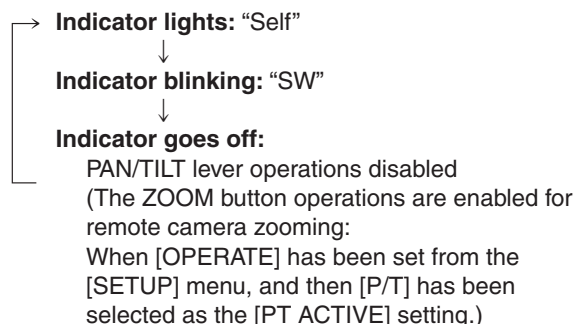 Indicator lights: “Self”
Indicator blinking: “SW”
Indicator goes off:
PAN/TILT lever operations disabled
(The ZOOM button operations are enabled for
remote camera zooming:
When [OPERATE] has been set from the
[SETUP] menu, and then [P/T] has been
selected as the [PT ACTIVE] setting.)